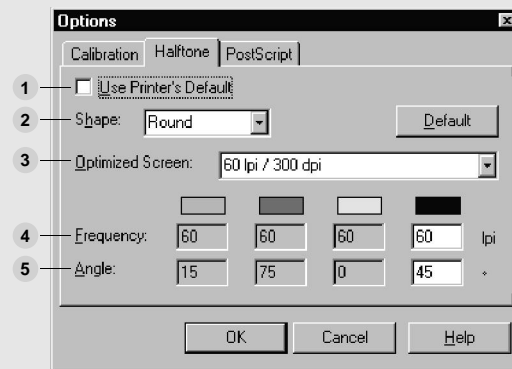 Options
Calibration Halftone PostScript
1 Use Printer's Default
2 Shape: Round Default
3 Optimized Screen: 60 lpi / 300 dpi
4 Frequency: 60 60 60 60 lpi
5 Angle: 15 75 0 45 °
OK Cancel Help